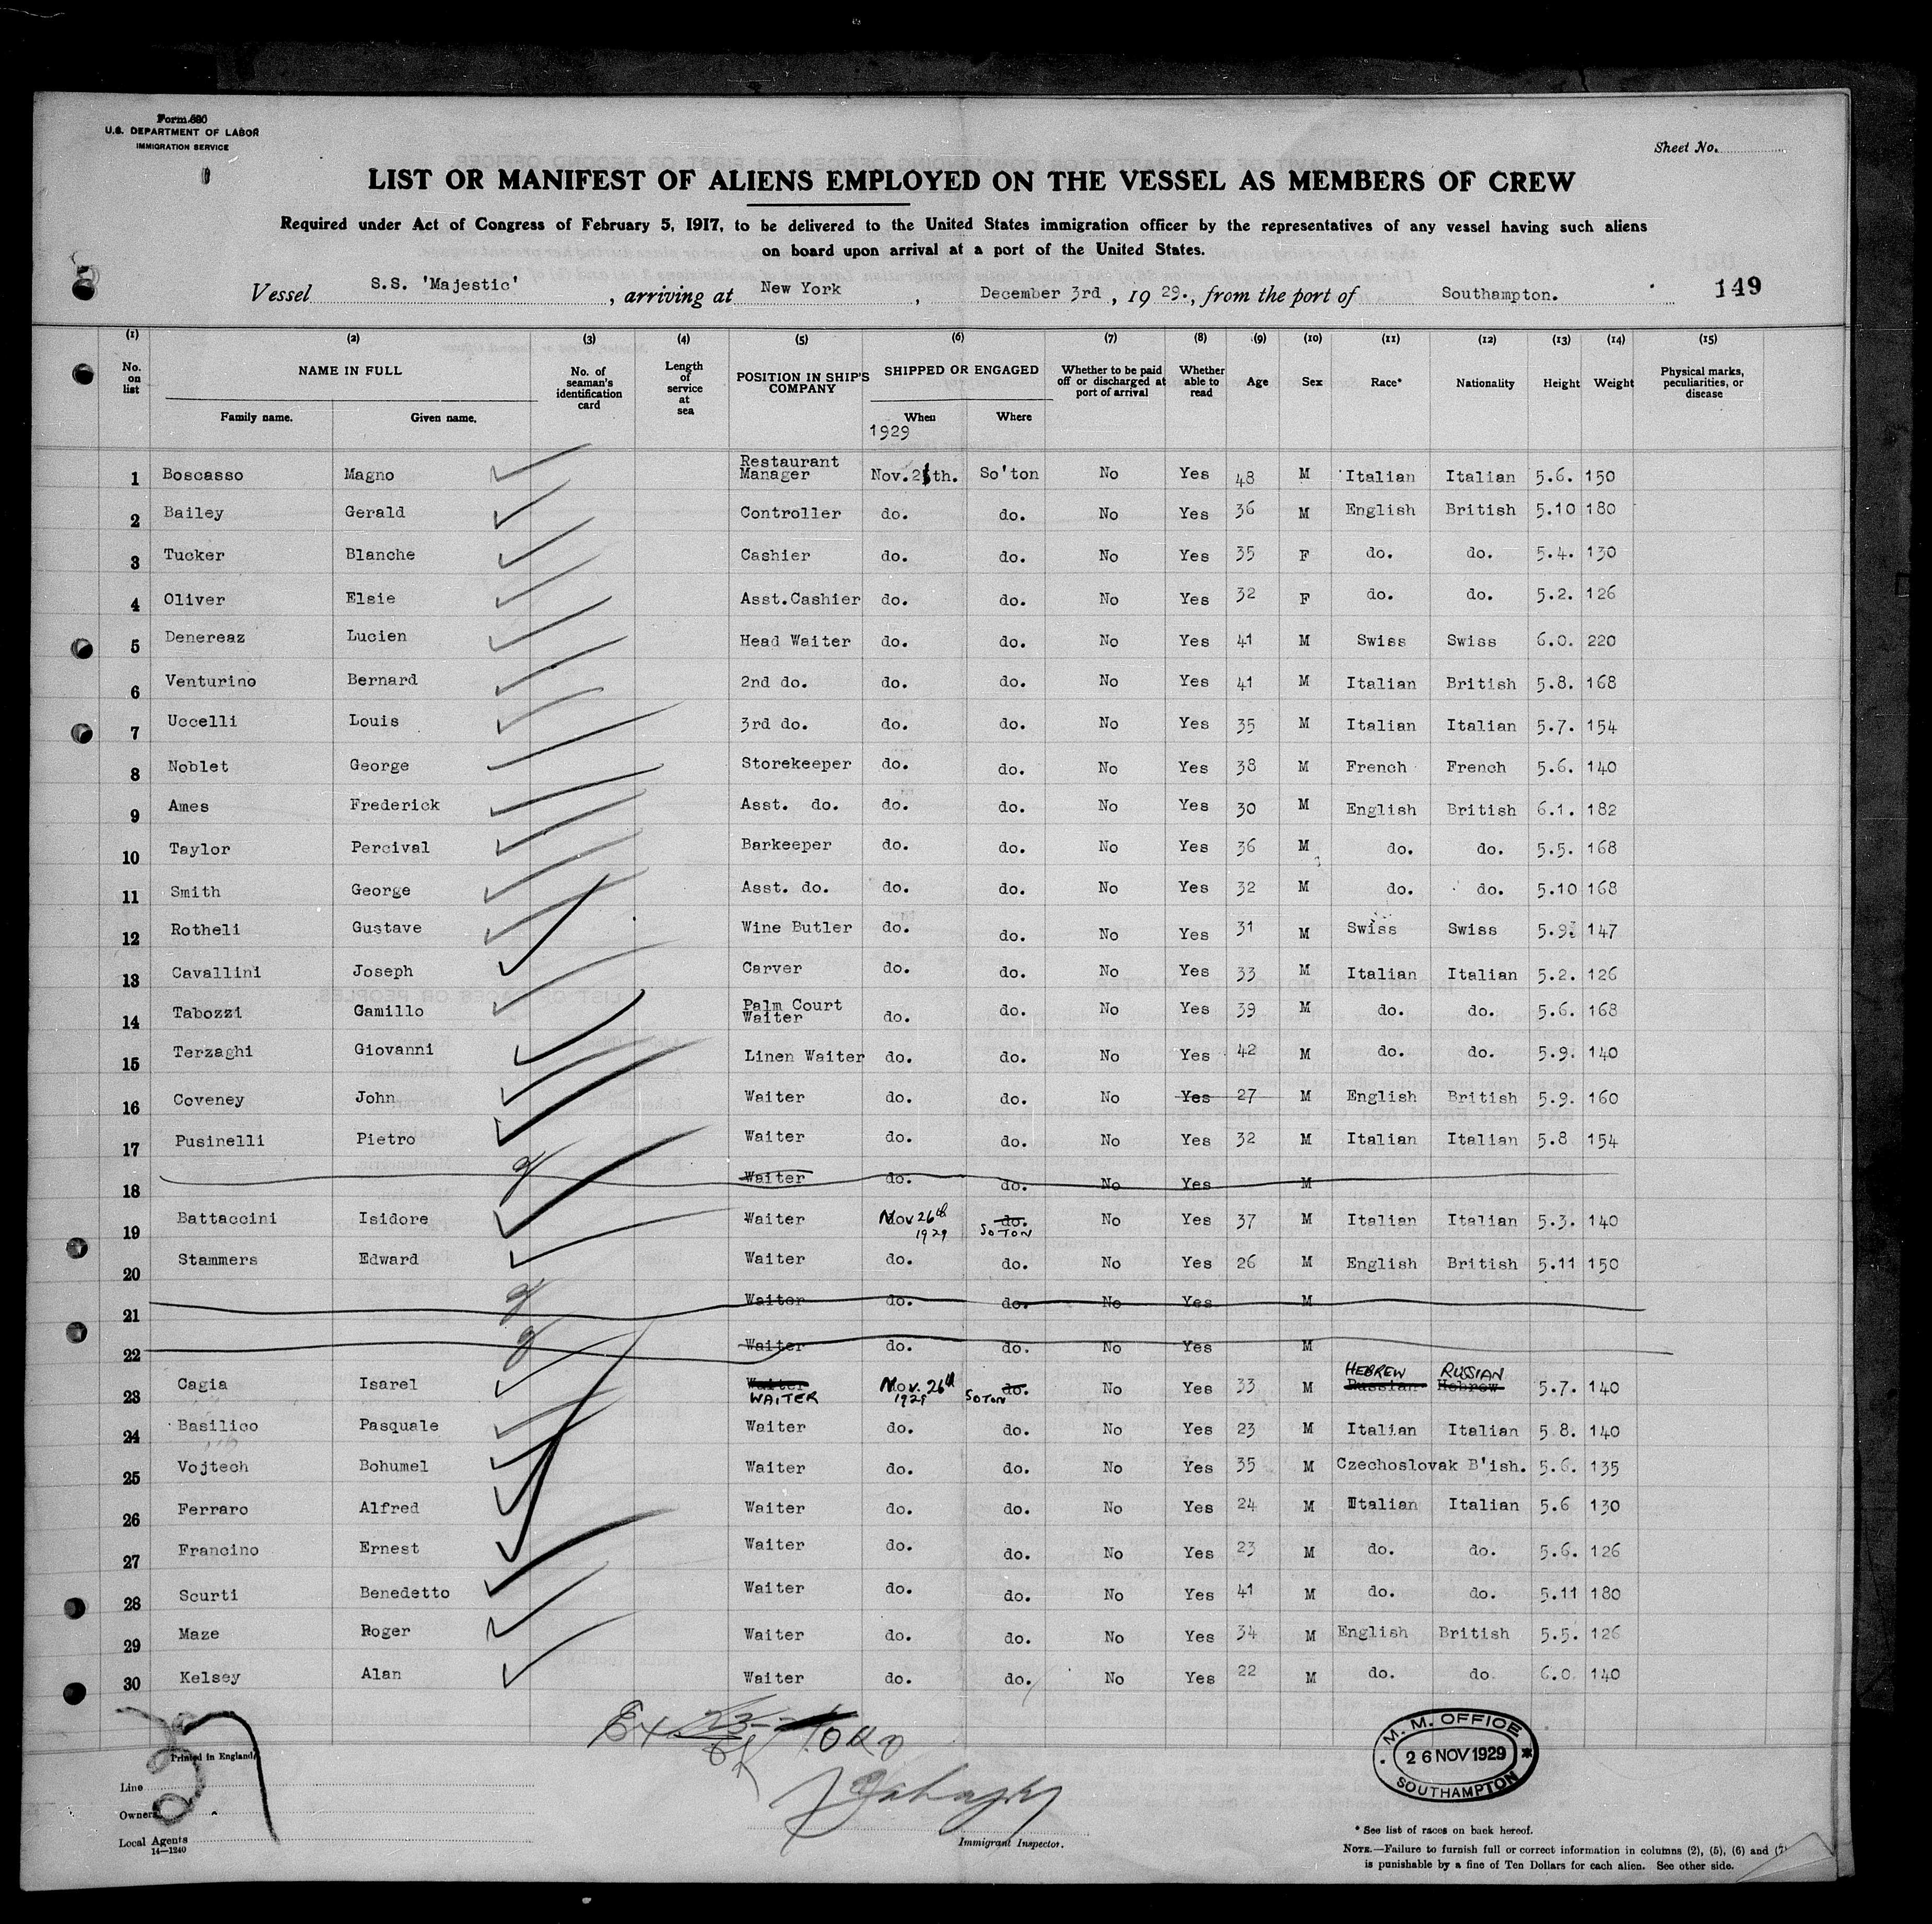 Form 680
U.S. DEPARTMENT OF LABOR
IMMIGRATION SERVICE
Sheet No.
LIST OR MANIFEST OF ALIENS EMPLOYED ON THE VESSEL AS MEMBERS OF CREW
Required under Act of Congress of February 5, 1917, to be delivered to the United States immigration officer by the representatives of any vessel having such aliens
on board upon arrival at a port of the United States.
Vessel S.S. 'Majestic', arriving at New York, December 3rd, 1929., from the port of Southampton. 149
(1) (2) (3) (4) (5) (6) (7) (8) (9) (10) (11) (12) (13) (14) (15)
No. on list NAME IN FULL Family name. Given name. No. of seaman's identification card Length of service at sea POSITION IN SHIP'S COMPANY SHIPPED OR ENGAGED When Where Whether to be paid off or discharged at port of arrival Whether able to read Age Sex Race* Nationality Height Weight Physical marks, peculiarities, or disease
1929
1 Boscasso Magno Restaurant Manager Nov. 26th. So'ton No Yes 48 M Italian Italian 5.6. 150
2 Bailey Gerald Controller do. do. No Yes 36 M English British 5.10 180
3 Tucker Blanche Cashier do. do. No Yes 35 F do. do. 5.4. 130
4 Oliver Elsie Asst.Cashier do. do. No Yes 32 F do. do. 5.2. 126
5 Denereaz Lucien Head Waiter do. do. No Yes 41 M Swiss Swiss 6.0. 220
6 Venturino Bernard 2nd do. do. do. No Yes 41 M Italian British 5.8. 168
7 Uccelli Louis 3rd do. do. do. No Yes 35 M Italian Italian 5.7. 154
8 Noblet George Storekeeper do. do. No Yes 38 M French French 5.6. 140
9 Ames Frederick Asst. do. do. do. No Yes 30 M English British 6.1. 182
10 Taylor Percival Barkeeper do. do. No Yes 36 M do. do. 5.5. 168
11 Smith George Asst. do. do. do. No Yes 32 M do. do. 5.10 168
12 Rotheli Gustave Wine Butler do. do. No Yes 31 M Swiss Swiss 5.9. 147
13 Cavallini Joseph Carver do. do. No Yes 33 M Italian Italian 5.2. 126
14 Tabozzi Gamillo Palm Court Waiter do. do. No Yes 39 M do. do. 5.6. 168
15 Terzaghi Giovanni Linen Waiter do. do. No Yes 42 M do. do. 5.9. 140
16 Coveney John Waiter do. do. No Yes 27 M English British 5.9. 160
17 Pusinelli Pietro Waiter do. do. No Yes 32 M Italian Italian 5.8 154
18 Waiter do. do. No Yes M
19 Battaccini Isidore Waiter Nov 26th 1929 do. SOTON No Yes 37 M Italian Italian 5.3. 140
20 Stammers Edward Waiter do. do. No Yes 26 M English British 5.11 150
21 Waiter do. do. No Yes M
22 Waiter do. do. No Yes M
23 Cagia Isarel Waiter WAITER Nov. 26th 1929 do. SOTON No Yes 33 M Russian HEBREW Hebrew RUSSIAN 5.7. 140
24 Basilico Pasquale Waiter do. do. No Yes 23 M Italian Italian 5 8. 140
25 Vojtech Bohumel Waiter do. do. No Yes 35 M Czechoslovak B'ish. 5.6. 135
26 Ferraro Alfred Waiter do. do. No Yes 24 M Italian Italian 5.6 130
27 Francino Ernest Waiter do. do. No Yes 23 M do. do. 5.6. 126
28 Scurti Benedetto Waiter do. do. No Yes 41 M do. do. 5.11 180
29 Maze Roger Waiter do. do. No Yes 34 M English British 5.5. 126
30 Kelsey Alan Waiter do. do. No Yes 22 M do. do 6.0. 140
27
Printed in England
Line
Owners
Local Agents
14—1240
Immigrant Inspector.
M. M. OFFICE
26 NOV 1929
SOUTHAMPTON
* See list of races on back hereof.
NOTE.—Failure to furnish full or correct information in columns (2), (5), (6) and (7)
is punishable by a fine of Ten Dollars for each alien. See other side.